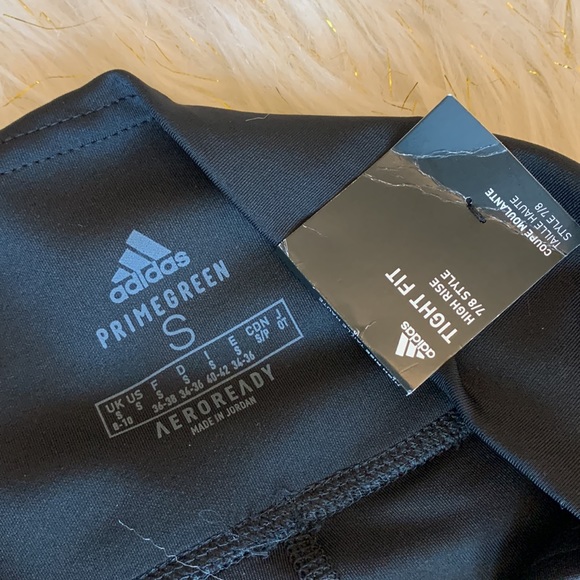 adidas
PRIMEGREEN
S
UK US F D I E CDN J
S S S S S S/P OT
8-10 36-38 34-36 40-42 34-36
AEROREADY
MADE IN JORDAN
adidas
TIGHT FIT
HIGH RISE
7/8 STYLE
COUPE MOULANTE
TAILLE HAUTE
STYLE 7/8